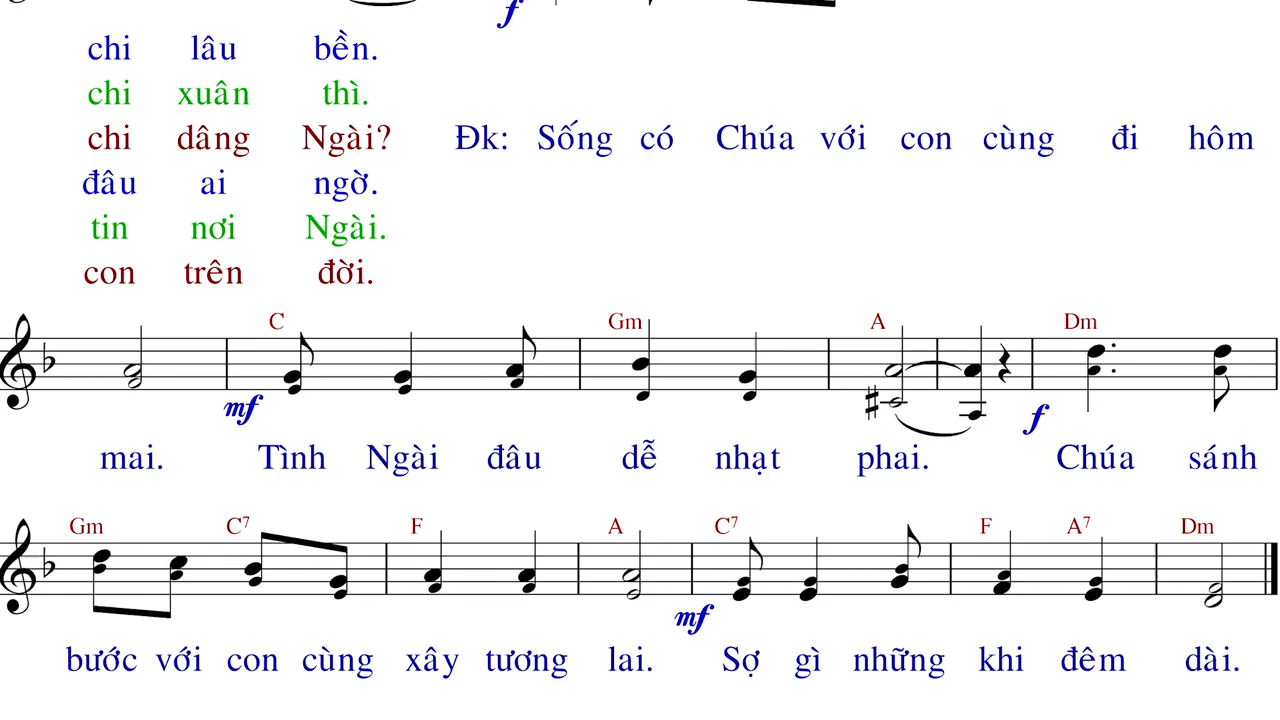 f
chi lâu bền.
chi xuân thì.
chi dâng Ngài? Đk: Sống có Chúa với con cùng đi hôm
đâu ai ngờ.
tin nơi Ngài.
con trên đời.
C Gm A Dm
mf f
mai. Tình Ngài đâu dễ nhạt phai. Chúa sánh
Gm C7 F A C7 F A7 Dm
mf
bước với con cùng xây tương lai. Sợ gì những khi đêm dài.